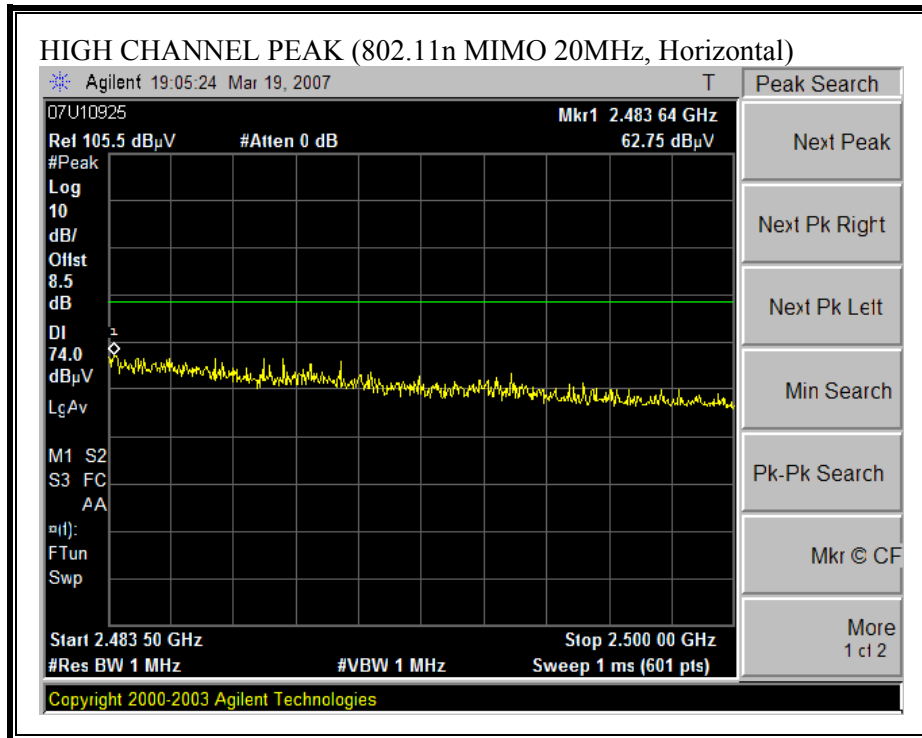 HIGH CHANNEL PEAK (802.11n MIMO 20MHz, Horizontal)
Agilent 19:05:24 Mar 19, 2007 T
Peak Search
07U10925
Mkr1 2.483 64 GHz
Ref 105.5 dBµV #Atten 0 dB 62.75 dBµV
#Peak
Log
10
dB/
Offst
8.5
dB
DI
74.0
dBµV
LgAv
M1 S2
S3 FC
AA
¤(f):
FTun
Swp
1
Start 2.483 50 GHz Stop 2.500 00 GHz
#Res BW 1 MHz #VBW 1 MHz Sweep 1 ms (601 pts)
Copyright 2000-2003 Agilent Technologies
Next Peak
Next Pk Right
Next Pk Left
Min Search
Pk-Pk Search
Mkr © CF
More
1 of 2